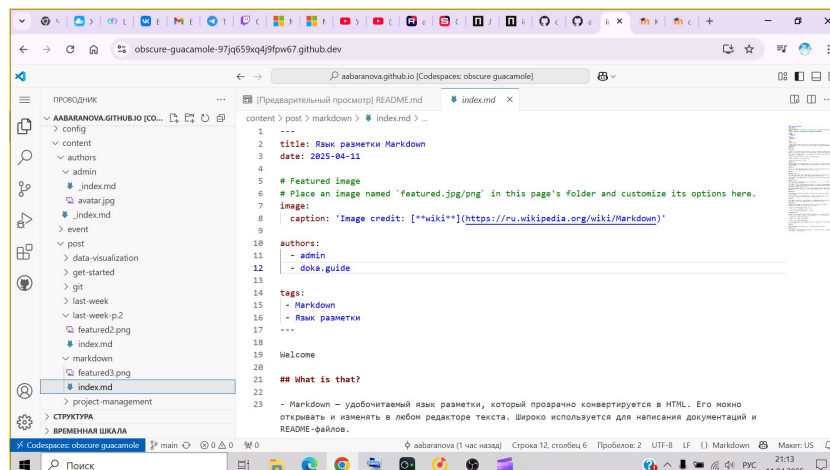 obscure-guacamole-97jq659xq4j9fpw67.github.dev
aabaranova.github.io [Codespaces: obscure guacamole]
ПРОВОДНИК
AABARANOVA.GITHUB.IO [CO...
config
content
authors
admin
_index.md
avatar.jpg
_index.md
event
post
data-visualization
get-started
git
last-week
last-week-p.2
featured2.png
index.md
markdown
featured3.png
index.md
project-management
СТРУКТУРА
ВРЕМЕННАЯ ШКАЛА
[Предварительный просмотр] README.md
index.md
content > post > markdown > index.md > ...
1 ---
2 title: Язык разметки Markdown
3 date: 2025-04-11
4
5 # Featured image
6 # Place an image named `featured.jpg/png` in this page's folder and customize its options here.
7 image:
8 caption: 'Image credit: [**wiki**](https://ru.wikipedia.org/wiki/Markdown)'
9
10 authors:
11 - admin
12 - doka.guide
13
14 tags:
15 - Markdown
16 - Язык разметки
17 ---
18
19 Welcome
20
21 ## What is that?
22
23 - Markdown — удобочитаемый язык разметки, который прозрачно конвертируется в HTML. Его можно
открывать и изменять в любом редакторе текста. Широко используется для написания документаций и
README-файлов.
Codespaces: obscure guacamole main 0 0 0 aabaranova (1 час назад) Строка 12, столбец 6 Пробелов: 2 UTF-8 LF {} Markdown Макет: US
Поиск
РУС
21:13